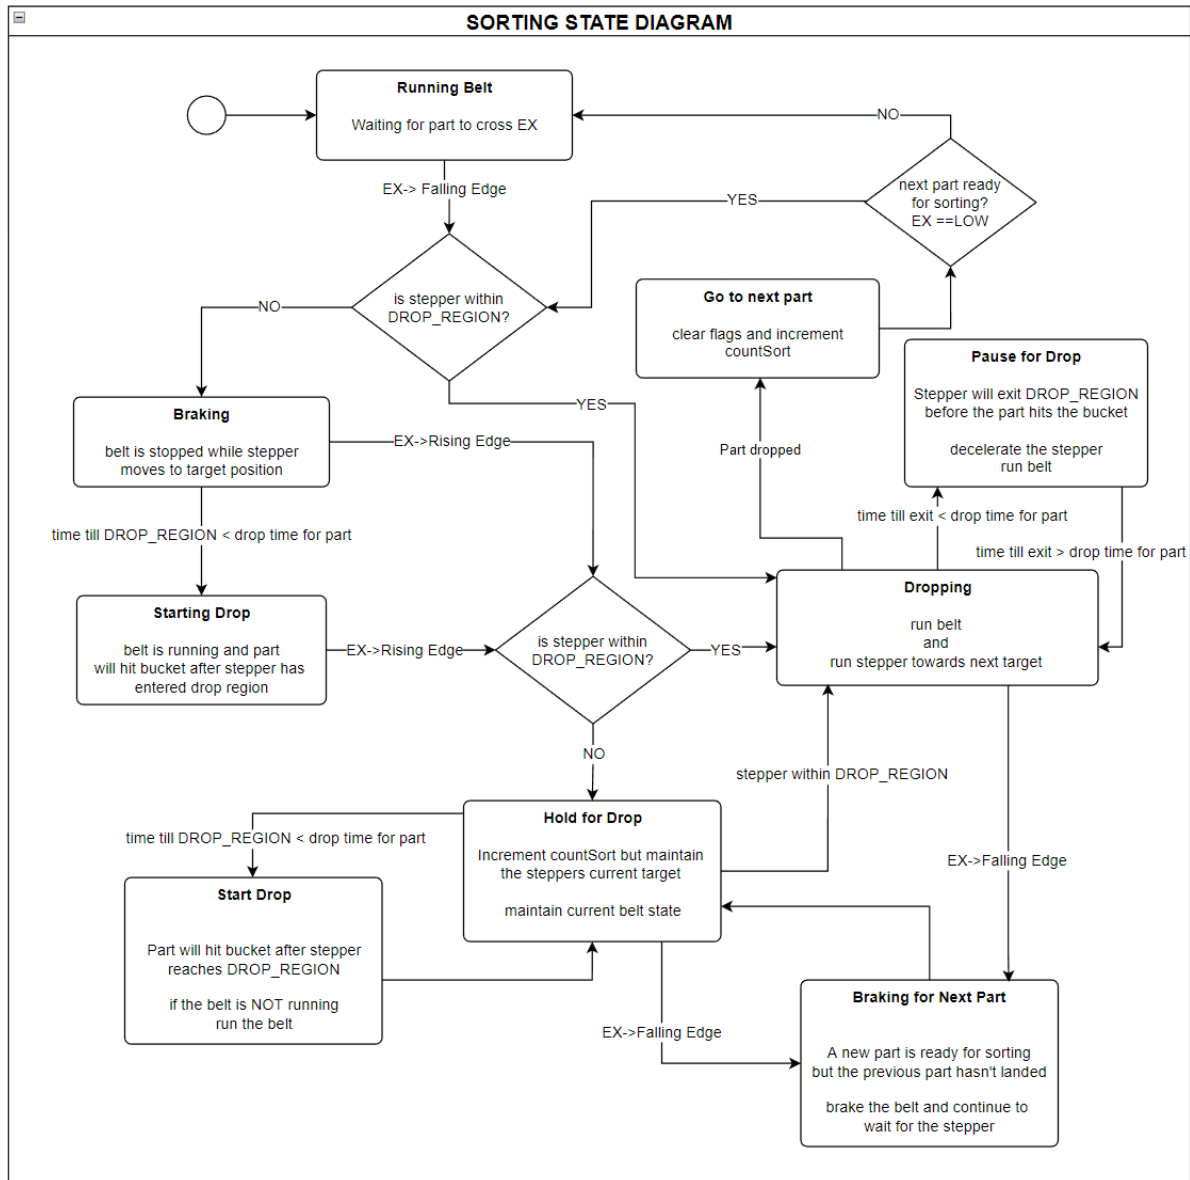 SORTING STATE DIAGRAM
Running Belt
Waiting for part to cross EX
NO
EX-> Falling Edge
next part ready
for sorting?
EX ==LOW
YES
is stepper within
DROP_REGION?
NO
Go to next part
clear flags and increment
countSort
Pause for Drop
Stepper will exit DROP_REGION
before the part hits the bucket
decelerate the stepper
run belt
YES
Braking
belt is stopped while stepper
moves to target position
EX->Rising Edge
Part dropped
time till exit < drop time for part
time till DROP_REGION < drop time for part
time till exit > drop time for part
Dropping
run belt
and
run stepper towards next target
Starting Drop
belt is running and part
will hit bucket after stepper has
entered drop region
EX->Rising Edge
is stepper within
DROP_REGION?
YES
NO
stepper within DROP_REGION
Hold for Drop
Increment countSort but maintain
the steppers current target
maintain current belt state
time till DROP_REGION < drop time for part
EX->Falling Edge
Start Drop
Part will hit bucket after stepper
reaches DROP_REGION
if the belt is NOT running
run the belt
EX->Falling Edge
Braking for Next Part
A new part is ready for sorting
but the previous part hasn't landed
brake the belt and continue to
wait for the stepper